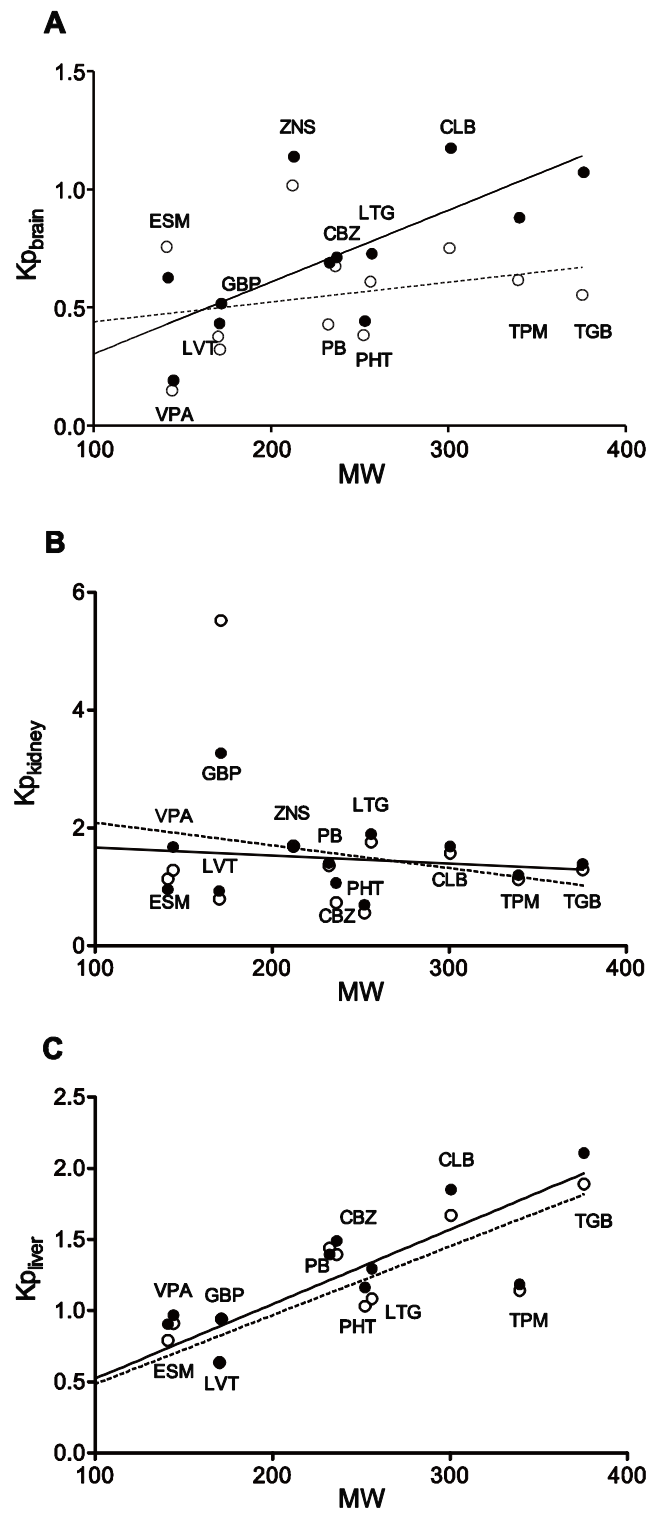 A
1.5
ZNS
CLB
LTG
ESM
CBZ
1.0
Kpbrain
GBP
0.5
LVT
PB
TPM
TGB
PHT
VPA
0.0
100
200
300
400
MW
B
6
4
Kpkidney
GBP
ZNS
LTG
VPA
PB
2
LVT
PHT
CLB
ESM
CBZ
TPM
TGB
0
100
200
300
400
MW
C
2.5
CLB
2.0
CBZ
TGB
1.5
PB
Kpliver
VPA
GBP
1.0
LTG
TPM
PHT
ESM
LVT
0.5
0.0
100
200
300
400
MW